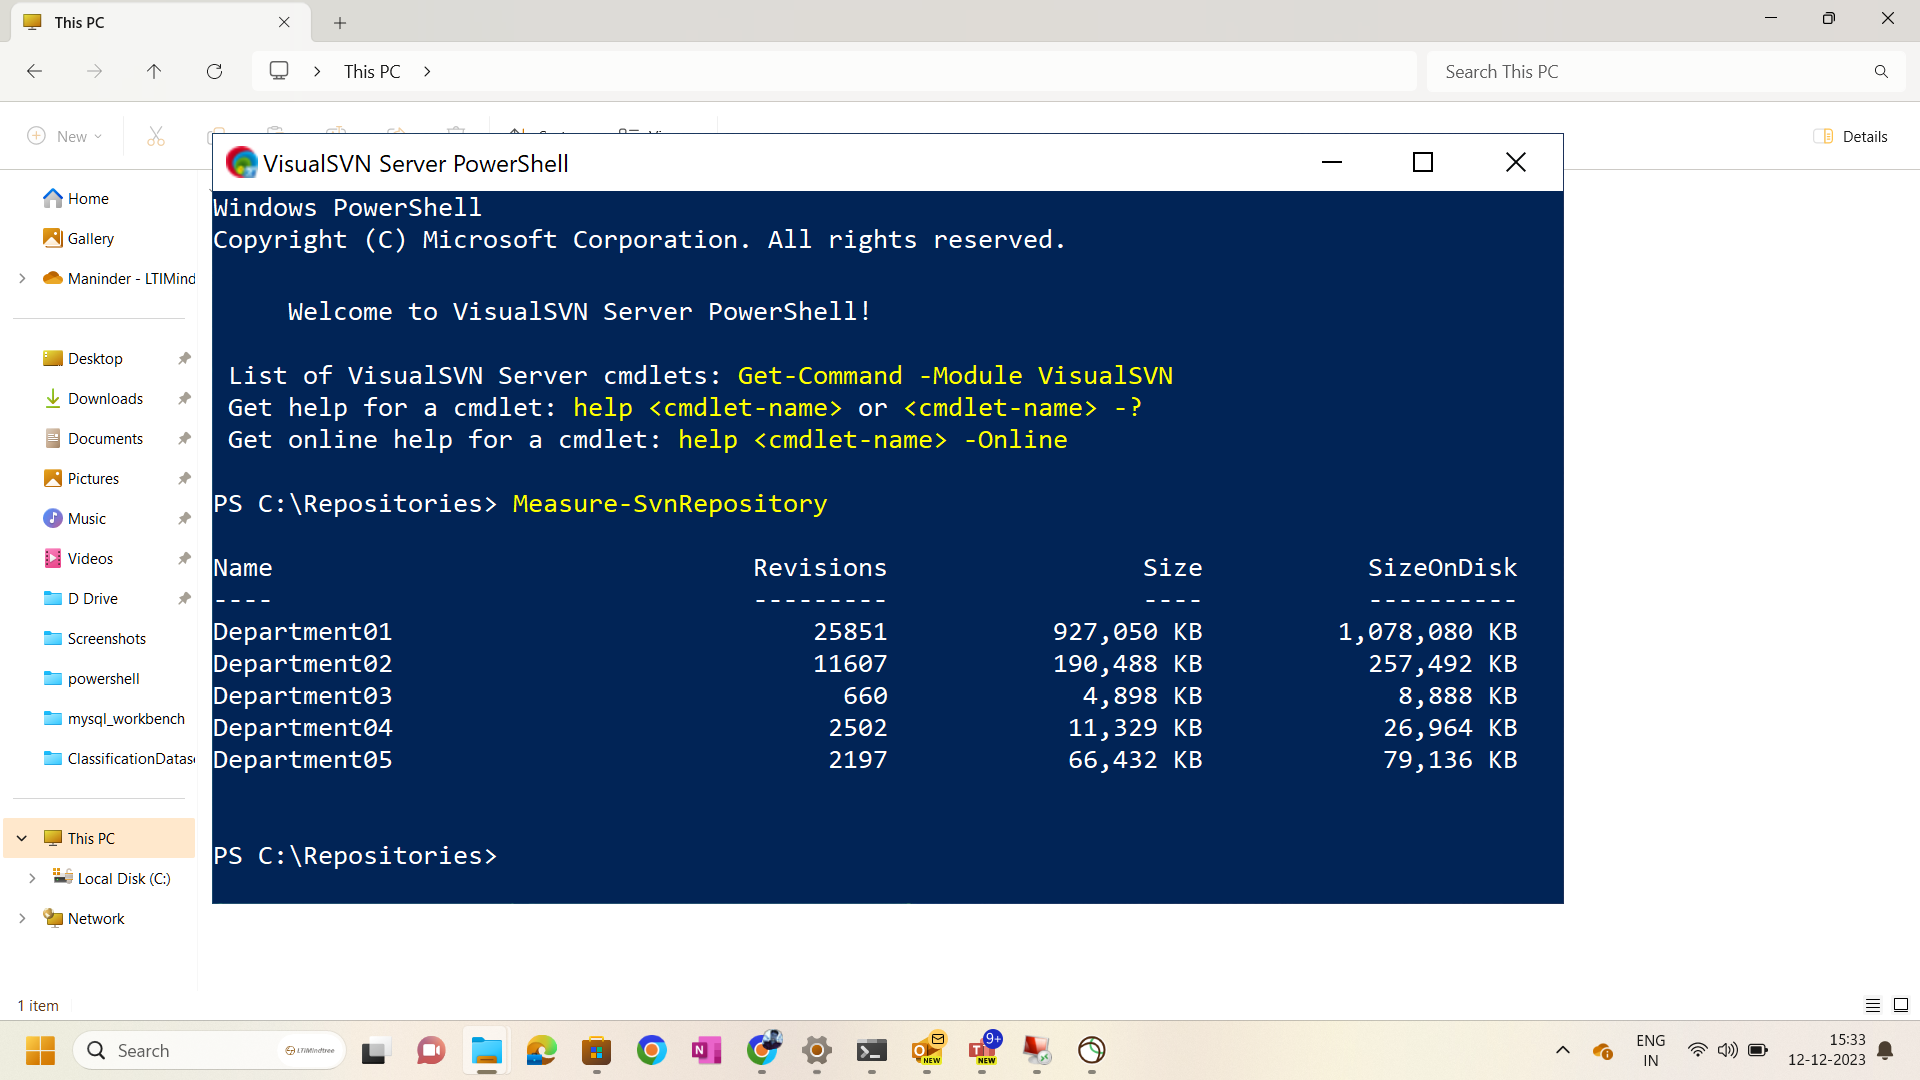 This PC
This PC
Search This PC
New
Details
VisualSVN Server PowerShell
Windows PowerShell
Copyright (C) Microsoft Corporation. All rights reserved.
Welcome to VisualSVN Server PowerShell!
List of VisualSVN Server cmdlets: Get-Command -Module VisualSVN
Get help for a cmdlet: help <cmdlet-name> or <cmdlet-name> -?
Get online help for a cmdlet: help <cmdlet-name> -Online
PS C:\Repositories> Measure-SvnRepository
Name Revisions Size SizeOnDisk
---- --------- ---- ----------
Department01 25851 927,050 KB 1,078,080 KB
Department02 11607 190,488 KB 257,492 KB
Department03 660 4,898 KB 8,888 KB
Department04 2502 11,329 KB 26,964 KB
Department05 2197 66,432 KB 79,136 KB
PS C:\Repositories>
Home
Gallery
Maninder - LTIMind
Desktop
Downloads
Documents
Pictures
Music
Videos
D Drive
Screenshots
powershell
mysql_workbench
ClassificationDatas
This PC
Local Disk (C:)
Network
1 item
Search
LTIMindtree
NEW
9+
NEW
ENG
IN
15:33
12-12-2023